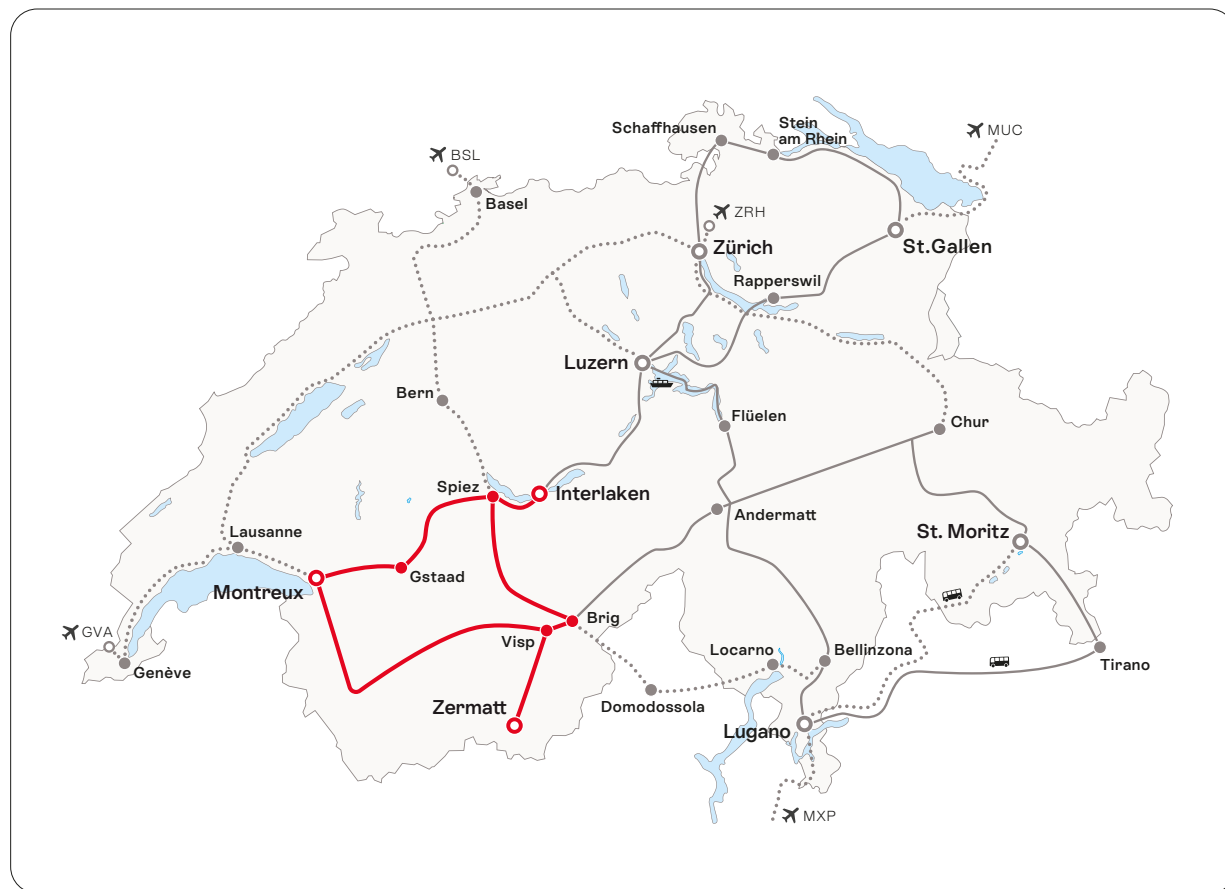 Schaffhausen
Stein
am Rhein
MUC
BSL
Basel
ZRH
Zürich
St.Gallen
Rapperswil
Luzern
Bern
Flüelen
Chur
Spiez
Interlaken
Andermatt
Lausanne
St. Moritz
Gstaad
Montreux
Brig
GVA
Visp
Genève
Locarno
Bellinzona
Tirano
Zermatt
Domodossola
Lugano
MXP